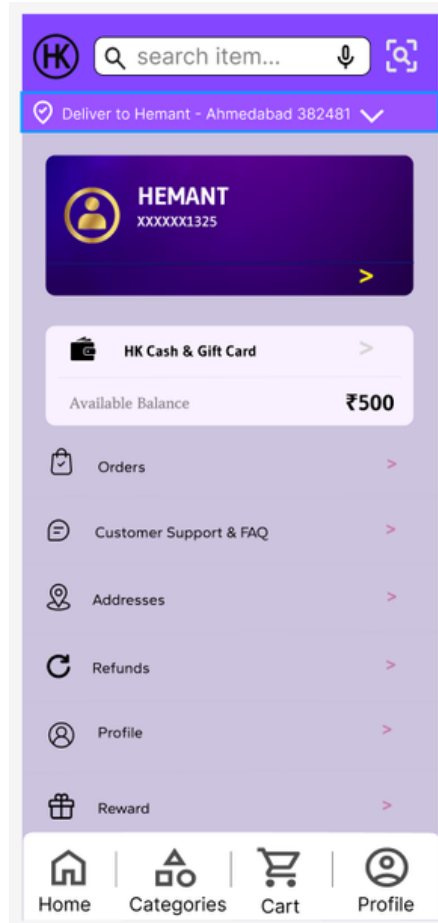 HK search item...
Deliver to Hemant - Ahmedabad 382481
HEMANT
XXXXXX1325
>
HK Cash & Gift Card >
Available Balance ₹500
Orders >
Customer Support & FAQ >
Addresses >
Refunds >
Profile >
Reward >
Home Categories Cart Profile